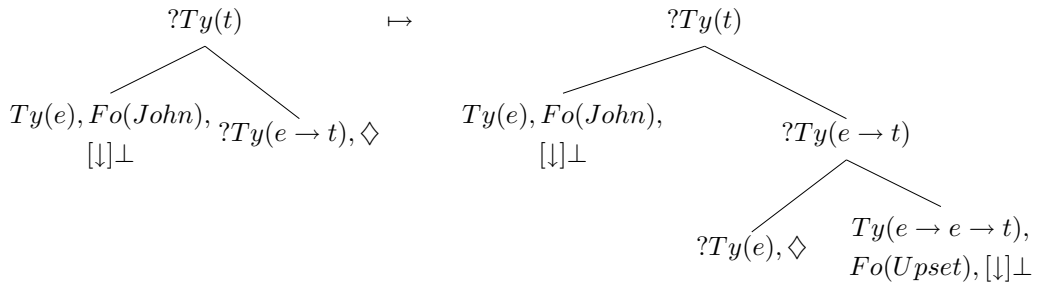 ?Ty(t) ↦ ?Ty(t)
Ty(e), Fo(John),
[↓]⊥
?Ty(e → t), ◇
Ty(e), Fo(John),
[↓]⊥
?Ty(e → t)
?Ty(e), ◇
Ty(e → e → t),
Fo(Upset), [↓]⊥